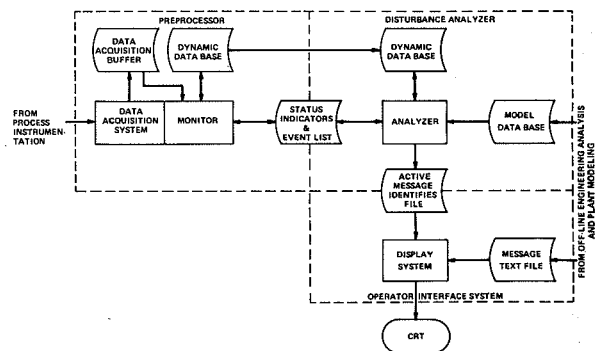 PREPROCESSOR
DISTURBANCE ANALYZER
DATA
ACQUISITION
BUFFER
DYNAMIC
DATA BASE
DYNAMIC
DATA BASE
FROM
PROCESS
INSTRUMEN-
TATION
DATA
ACQUISITION
SYSTEM
MONITOR
STATUS
INDICATORS
&
EVENT LIST
ANALYZER
MODEL
DATA BASE
ACTIVE
MESSAGE
IDENTIFIES
FILE
DISPLAY
SYSTEM
MESSAGE
TEXT FILE
FROM OFF-LINE ENGINEERING ANALYSIS
AND PLANT MODELING
OPERATOR INTERFACE SYSTEM
CRT